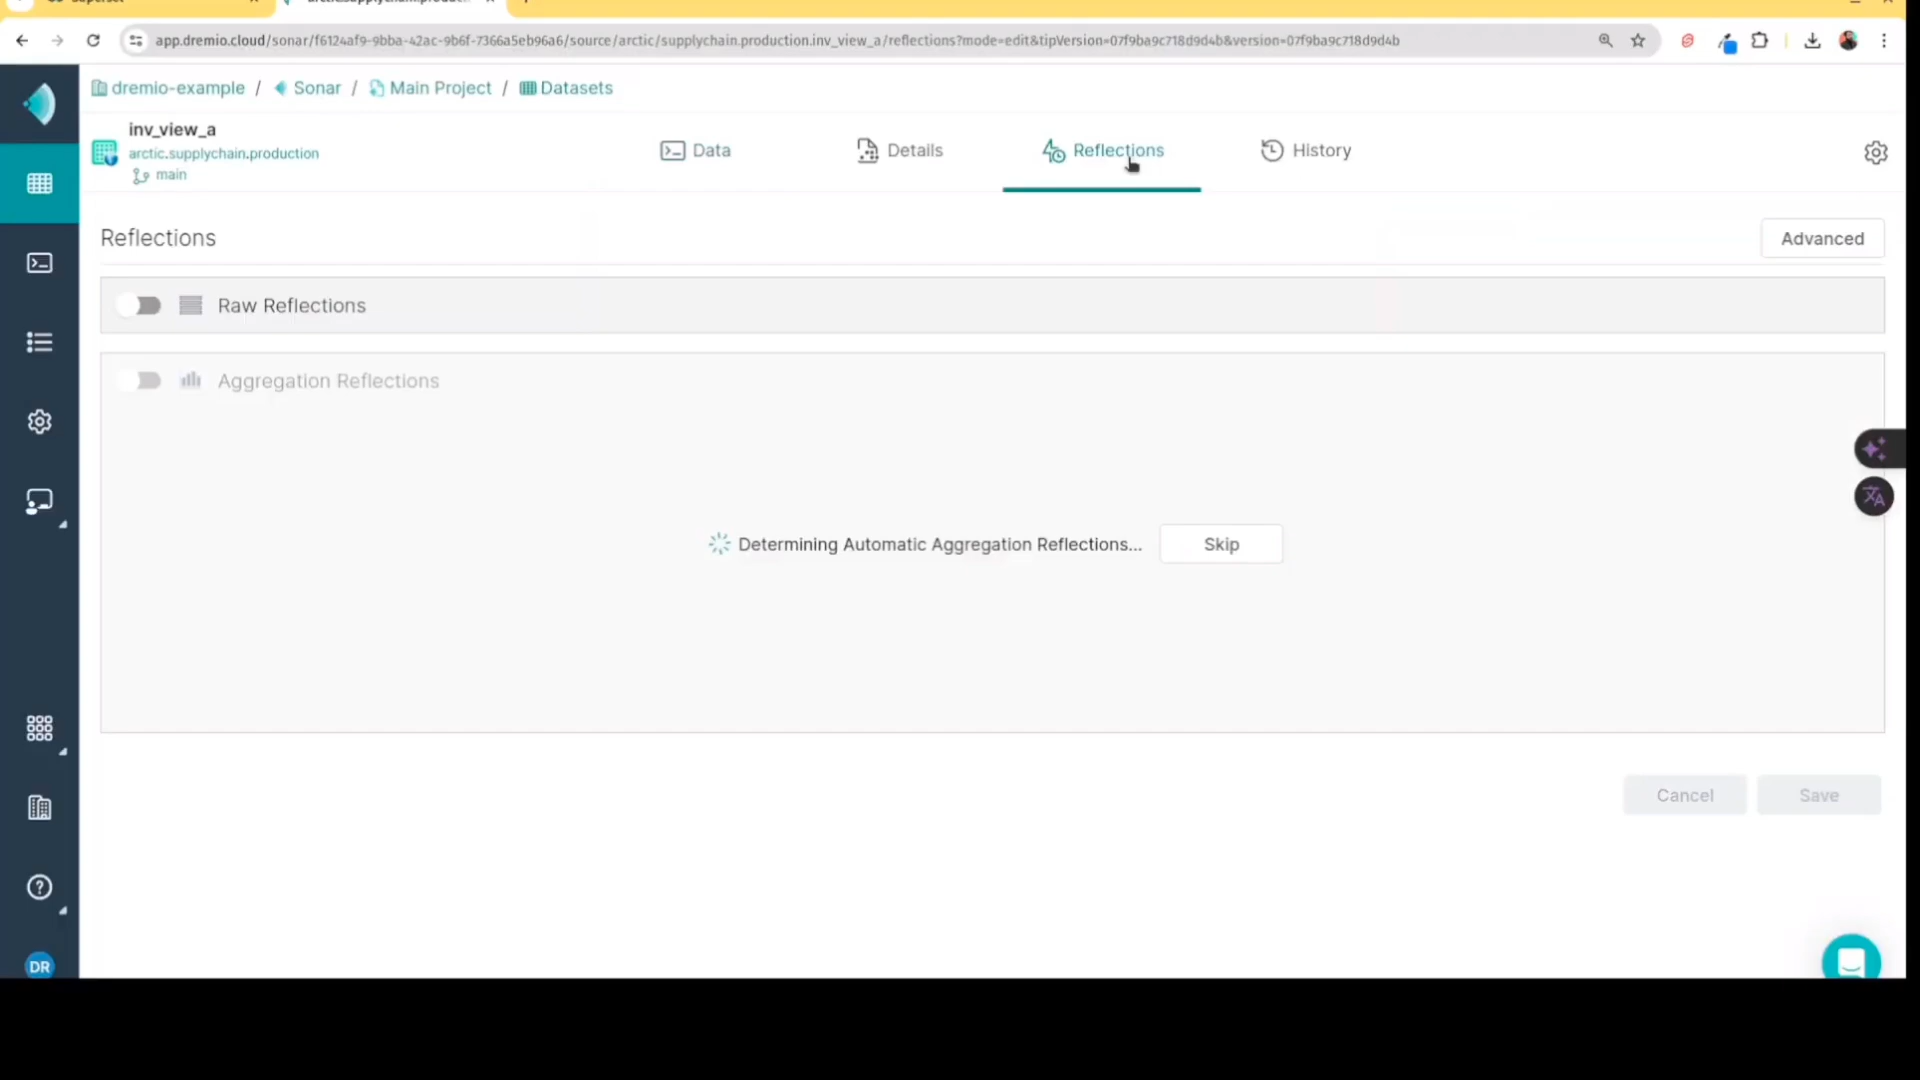 app.dremio.cloud/sonar/f6124af9-9bba-42ac-9b6f-7366a5eb96a6/source/arctic/supplychain.production.inv_view_a/reflections?mode=edit&tipVersion=07f9ba9c718d9d4b&version=07f9ba9c718d9d4b
dremio-example / Sonar / Main Project / Datasets
inv_view_a
arctic.supplychain.production
main
Data
Details
Reflections
History
Reflections
Advanced
Raw Reflections
Aggregation Reflections
Determining Automatic Aggregation Reflections...
Skip
Cancel
Save
DR